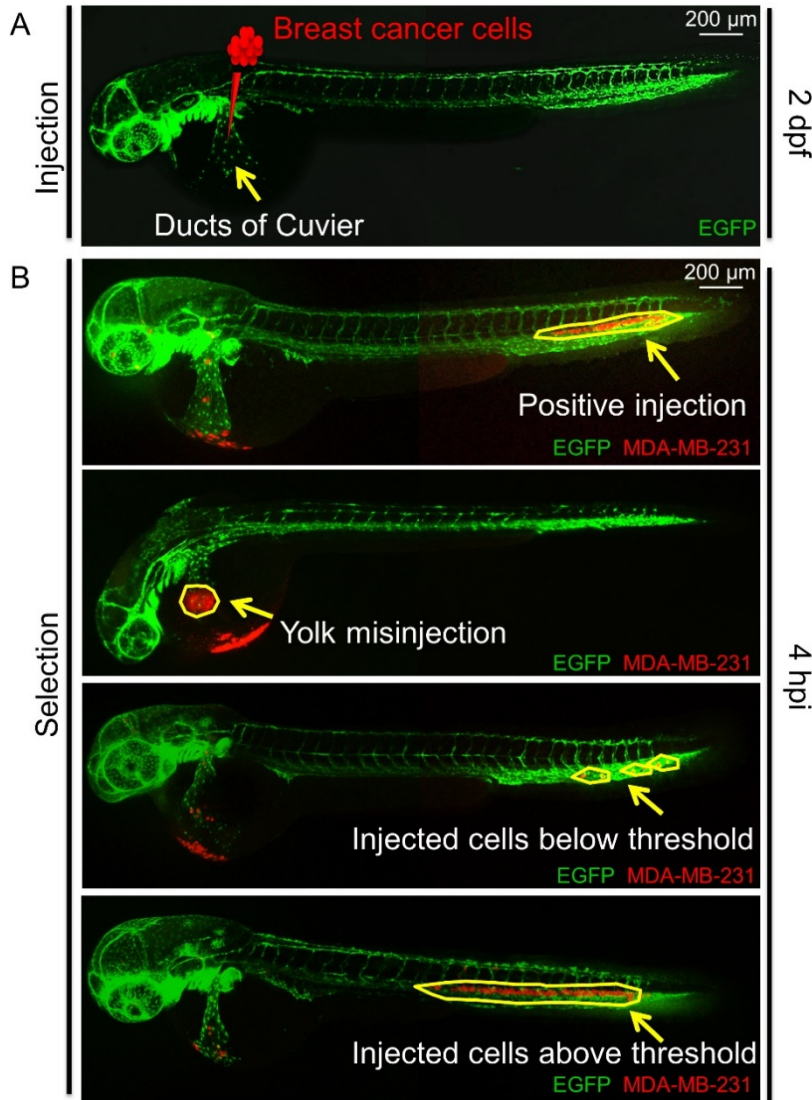 A
Injection
Breast cancer cells
200 µm
Ducts of Cuvier
EGFP
2 dpf
B
Selection
200 µm
Positive injection
EGFP MDA-MB-231
Yolk misinjection
EGFP MDA-MB-231
Injected cells below threshold
EGFP MDA-MB-231
Injected cells above threshold
EGFP MDA-MB-231
4 hpi